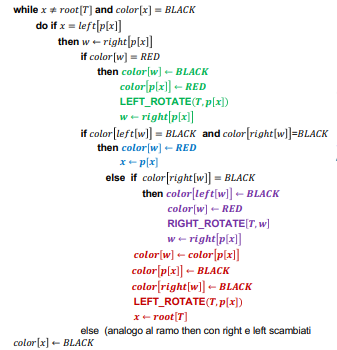 while x ≠ root[T] and color[x] = BLACK
do if x = left[p[x]]
then w ← right[p[x]]
if color[w] = RED
then color[w] ← BLACK
color[p[x]] ← RED
LEFT_ROTATE(T, p[x])
w ← right[p[x]]
if color[left[w]] = BLACK and color[right[w]]=BLACK
then color[w] ← RED
x ← p[x]
else if color[right[w]] = BLACK
then color[left[w]] ← BLACK
color[w] ← RED
RIGHT_ROTATE[T, w]
w ← right[p[x]]
color[w] ← color[p[x]]
color[p[x]] ← BLACK
color[right[w]] ← BLACK
LEFT_ROTATE(T, p[x])
x ← root[T]
else (analogo al ramo then con right e left scambiati
color[x] ← BLACK